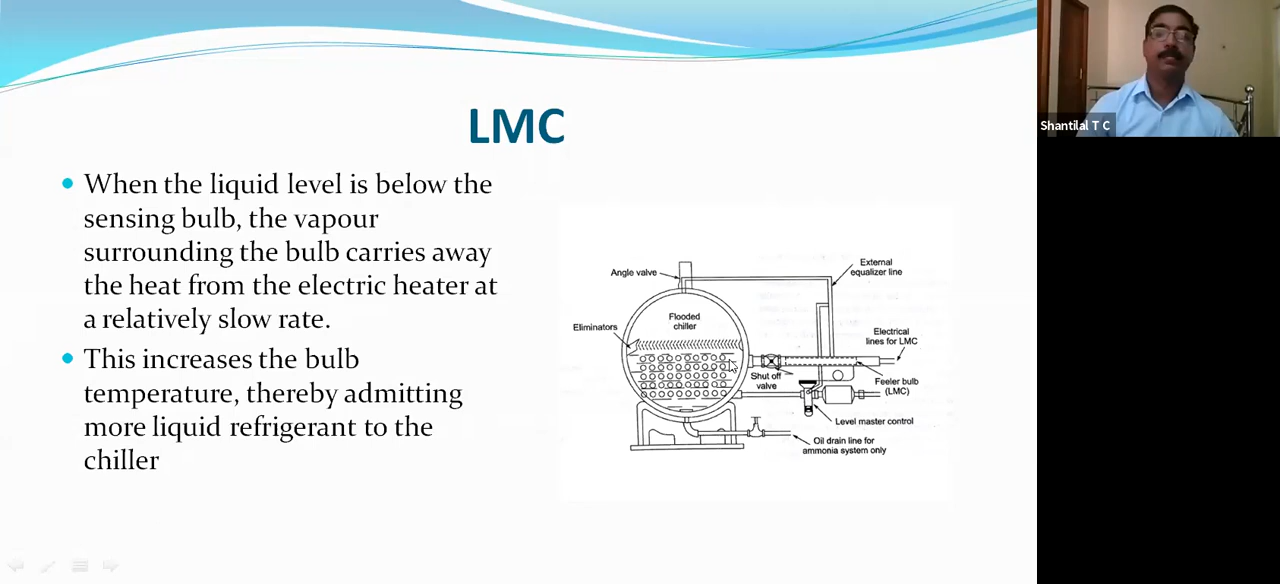 LMC
When the liquid level is below the
sensing bulb, the vapour
surrounding the bulb carries away
the heat from the electric heater at
a relatively slow rate.
This increases the bulb
temperature, thereby admitting
more liquid refrigerant to the
chiller
Angle valve
External
equalizer line
Flooded
chiller
Eliminators
Electrical
lines for LMC
Shut off
valve
Feeler bulb
(LMC)
Level master control
Oil drain line for
ammonia system only
Shantilal T C